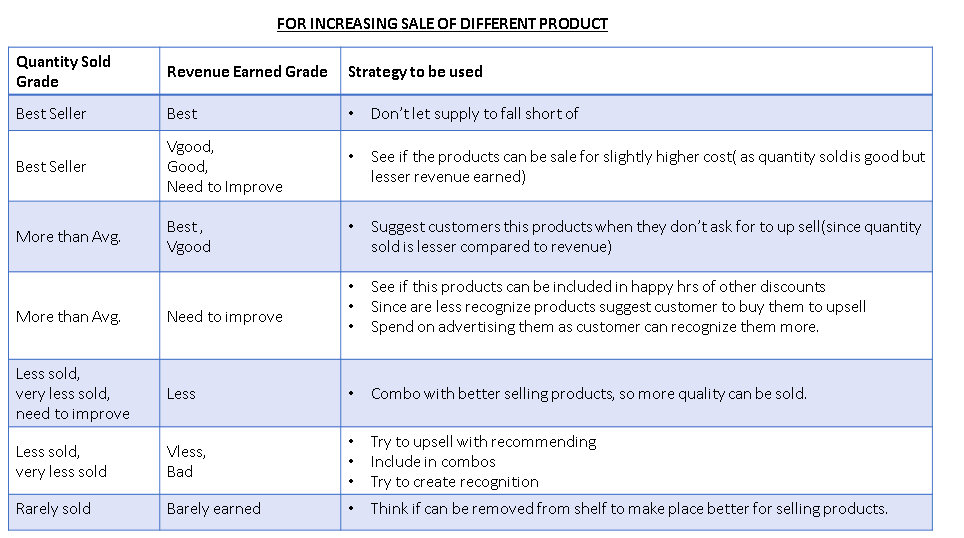 FOR INCREASING SALE OF DIFFERENT PRODUCT
Quantity Sold
Grade
Revenue Earned Grade
Strategy to be used
Best Seller
Best
• Don't let supply to fall short of
Best Seller
Vgood,
Good,
Need to Improve
• See if the products can be sale for slightly higher cost( as quantity sold is good but
lesser revenue earned)
More than Avg.
Best ,
Vgood
• Suggest customers this products when they don't ask for to up sell(since quantity
sold is lesser compared to revenue)
More than Avg.
Need to improve
• See if this products can be included in happy hrs of other discounts
• Since are less recognize products suggest customer to buy them to upsell
• Spend on advertising them as customer can recognize them more.
Less sold,
very less sold,
need to improve
Less
• Combo with better selling products, so more quality can be sold.
Less sold,
very less sold
Vless,
Bad
• Try to upsell with recommending
• Include in combos
• Try to create recognition
Rarely sold
Barely earned
• Think if can be removed from shelf to make place better for selling products.